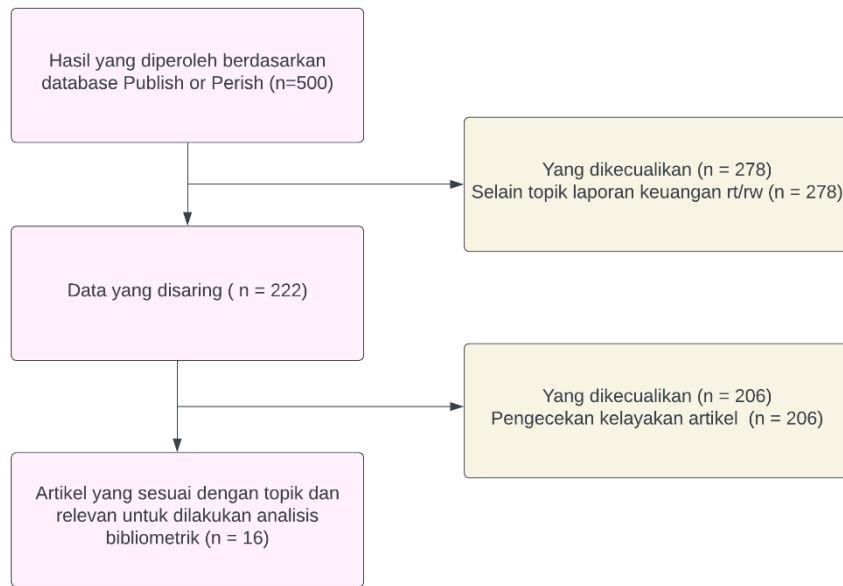 Hasil yang diperoleh berdasarkan
database Publish or Perish (n=500)
Yang dikecualikan (n = 278)
Selain topik laporan keuangan rt/rw (n = 278)
Data yang disaring ( n = 222)
Yang dikecualikan (n = 206)
Pengecekan kelayakan artikel  (n = 206)
Artikel yang sesuai dengan topik dan
relevan untuk dilakukan analisis
bibliometrik (n = 16)